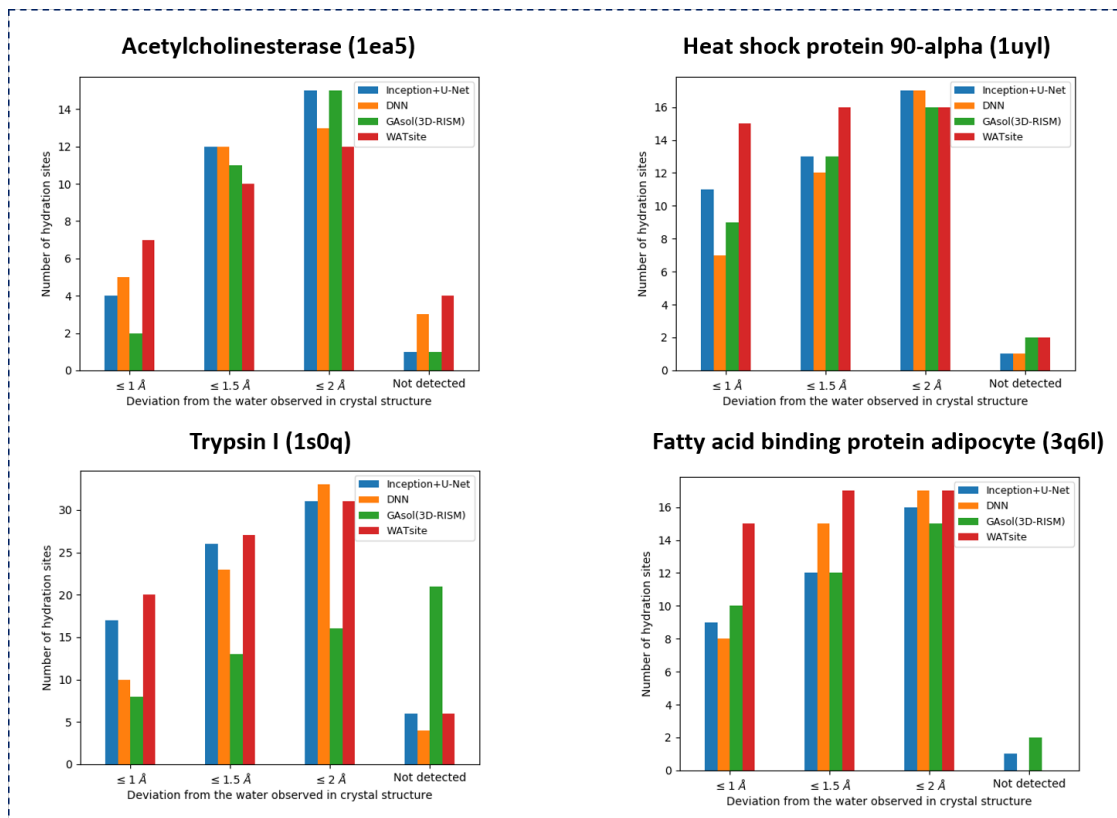 Acetylcholinesterase (1ea5)
Number of hydration sites
14
12
10
8
6
4
2
0
Inception+U-Net
DNN
GAsol(3D-RISM)
WATsite
≤ 1 Å
≤ 1.5 Å
≤ 2 Å
Not detected
Deviation from the water observed in crystal structure
Heat shock protein 90-alpha (1uyl)
Number of hydration sites
16
14
12
10
8
6
4
2
0
Inception+U-Net
DNN
GAsol(3D-RISM)
WATsite
≤ 1 Å
≤ 1.5 Å
≤ 2 Å
Not detected
Deviation from the water observed in crystal structure
Trypsin I (1s0q)
Number of hydration sites
30
25
20
15
10
5
0
Inception+U-Net
DNN
GAsol(3D-RISM)
WATsite
≤ 1 Å
≤ 1.5 Å
≤ 2 Å
Not detected
Deviation from the water observed in crystal structure
Fatty acid binding protein adipocyte (3q6l)
Number of hydration sites
16
14
12
10
8
6
4
2
0
Inception+U-Net
DNN
GAsol(3D-RISM)
WATsite
≤ 1 Å
≤ 1.5 Å
≤ 2 Å
Not detected
Deviation from the water observed in crystal structure